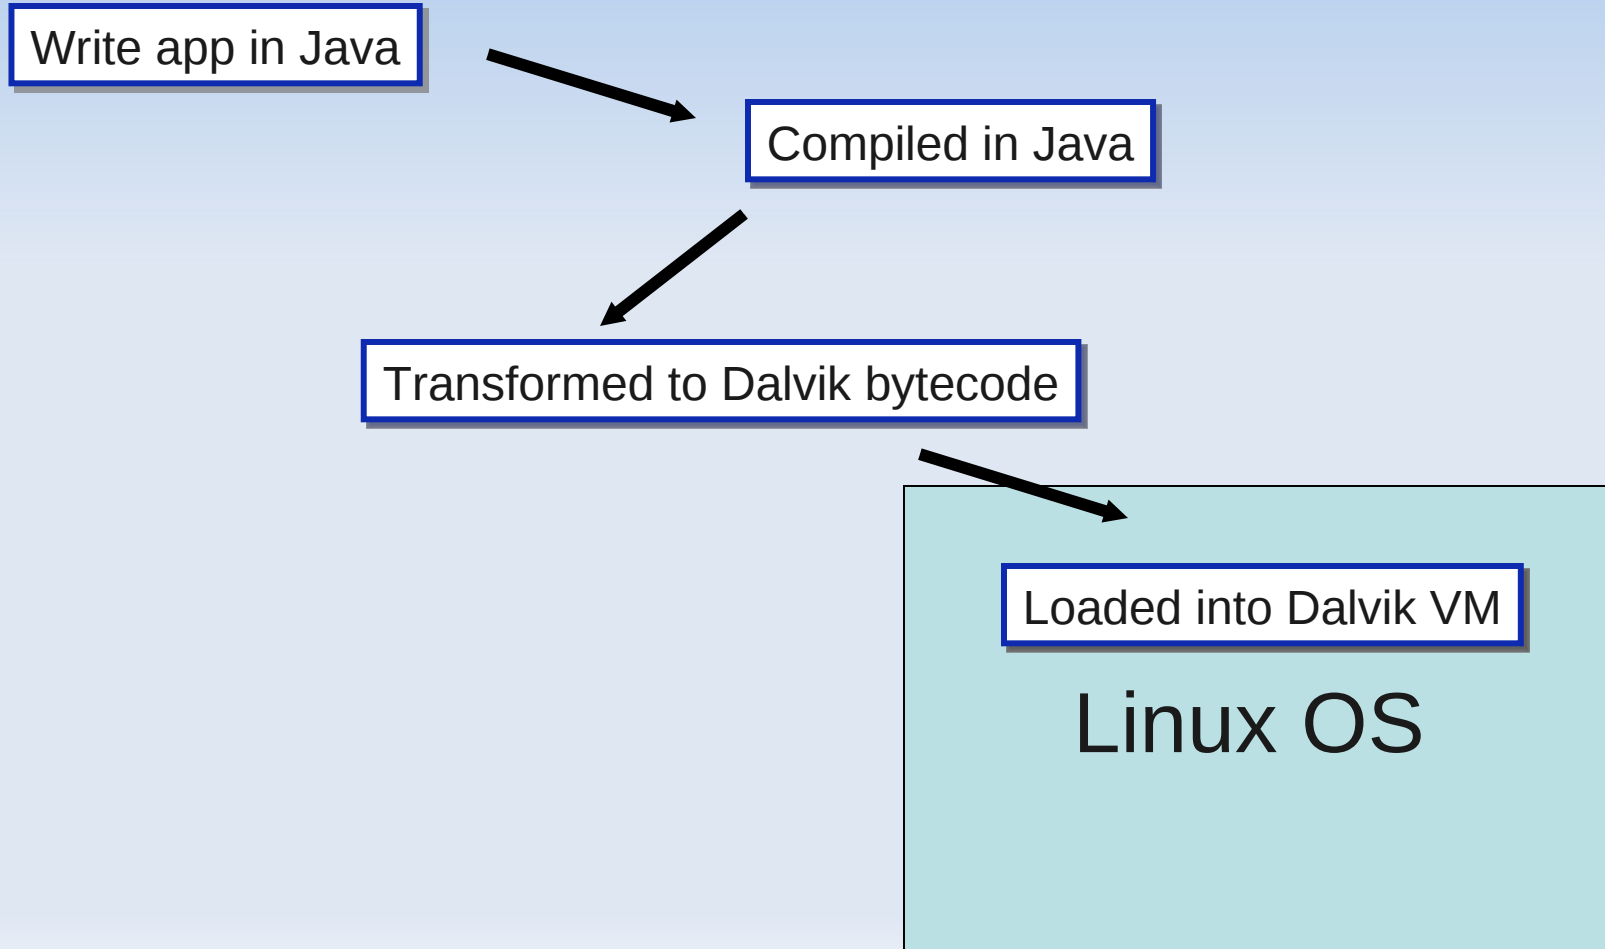 Write app in Java
Compiled in Java
Transformed to Dalvik bytecode
Loaded into Dalvik VM
Linux OS